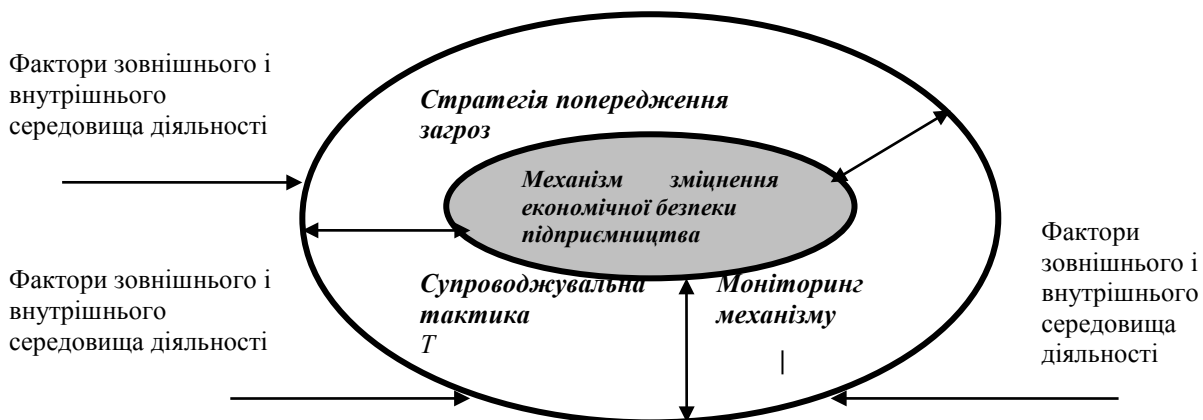 Фактори зовнішнього і
внутрішнього
середовища діяльності
Стратегія попередження
загроз
Механізм зміцнення
економічної безпеки
підприємництва
Фактори зовнішнього і
внутрішнього
середовища діяльності
Супроводжувальна
тактика
Т
Моніторинг
механізму
|
Фактори
зовнішнього і
внутрішнього
середовища
діяльності